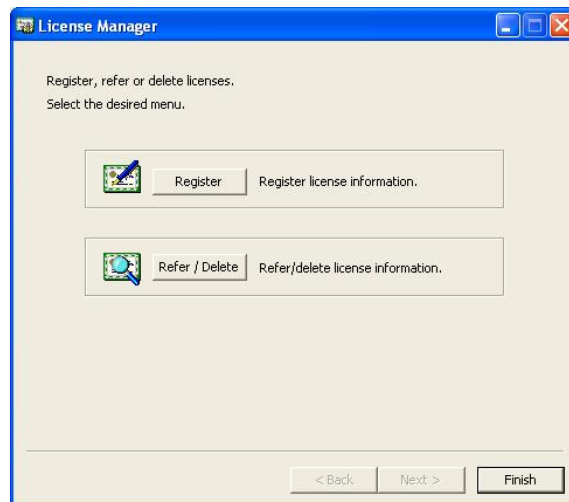 License Manager
Register, refer or delete licenses.
Select the desired menu.
Register
Register license information.
Refer / Delete
Refer/delete license information.
< Back
Next >
Finish